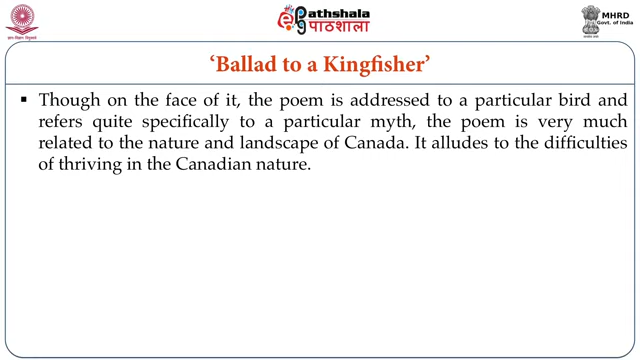 Pathshala
पाठशाला
MHRD
Govt. of India
'Ballad to a Kingfisher'
▪ Though on the face of it, the poem is addressed to a particular bird and
refers quite specifically to a particular myth, the poem is very much
related to the nature and landscape of Canada. It alludes to the difficulties
of thriving in the Canadian nature.